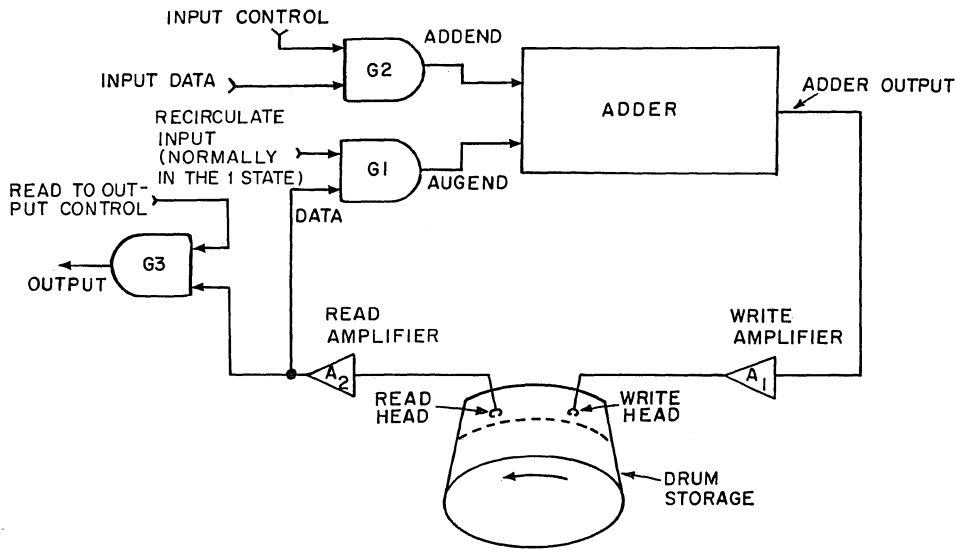 INPUT CONTROL
ADDEND
G2
INPUT DATA
ADDER
ADDER OUTPUT
RECIRCULATE
INPUT
(NORMALLY
IN THE 1 STATE)
G1
AUGEND
READ TO OUT-
PUT CONTROL
DATA
G3
OUTPUT
READ
AMPLIFIER
A2
WRITE
AMPLIFIER
A1
READ
HEAD
WRITE
HEAD
DRUM
STORAGE